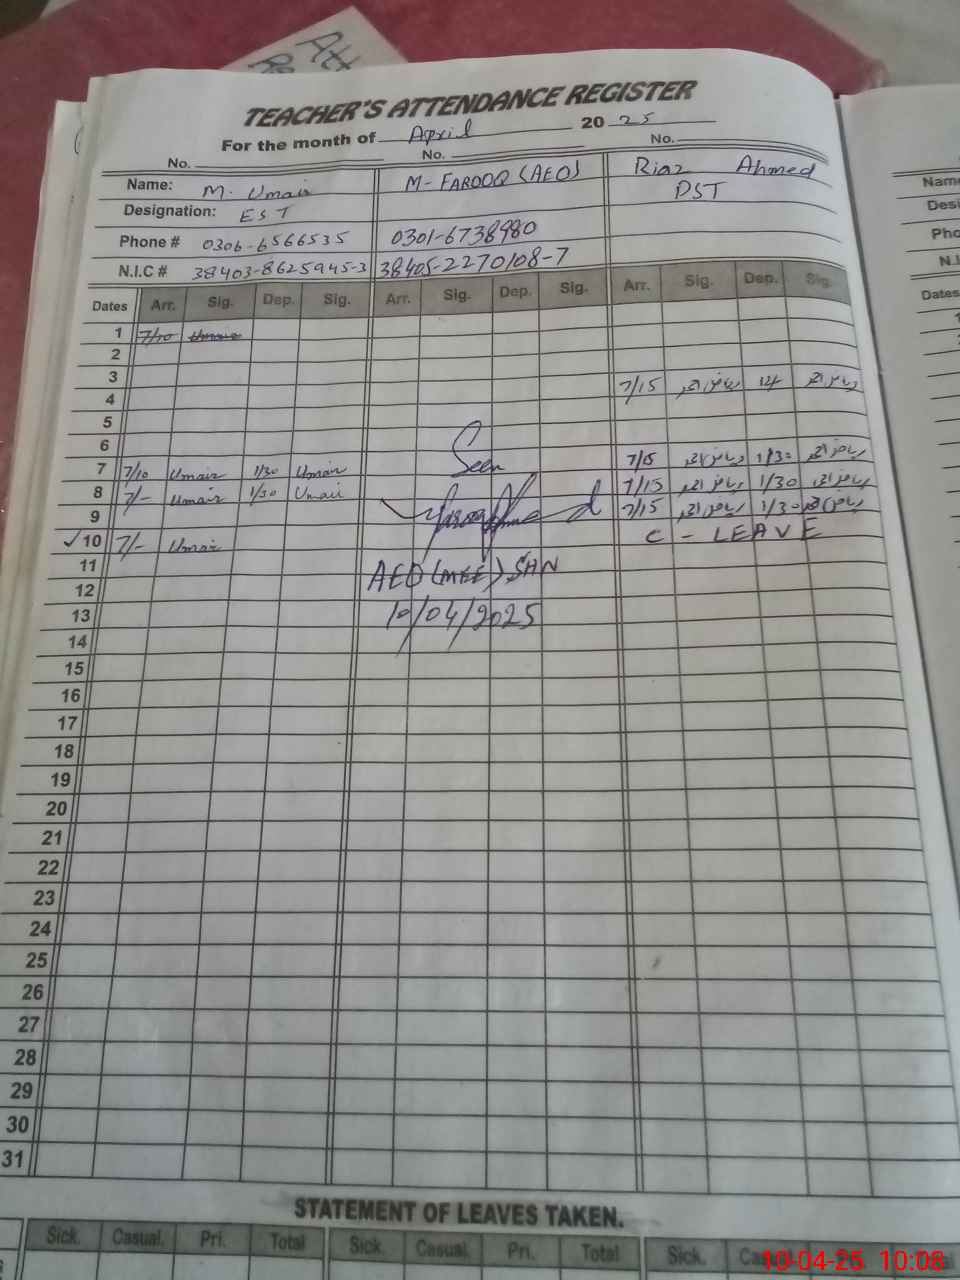 Att
TEACHER'S ATTENDANCE REGISTER
For the month of April 2025
No. No. No.
Name: M. Umair M-FAROOQ (AEO) Riaz Ahmed
Designation: EST PST
Phone # 0306-6566535 0301-6738980
N.I.C # 38403-8625945-3 38405-2270108-7
Dates Arr. Sig. Dep. Sig. Arr. Sig. Dep. Sig. Arr. Sig. Dep. Sig.
1 7/10 Umair
2
3 7/15 ریاض احمد 12/ ریاض احمد
4
5
6
7 7/10 Umair 1/30 Umair Seen 7/15 ریاض احمد 1/30 ریاض احمد
8 7/- Umair 1/30 Umair 7/15 ریاض احمد 1/30 ریاض احمد
9 7/15 ریاض احمد 1/30 ریاض احمد
10 7/- Umair C - LEAVE
11 AEO (MEE) SAN
12
13 10/04/2025
14
15
16
17
18
19
20
21
22
23
24
25
26
27
28
29
30
31
STATEMENT OF LEAVES TAKEN.
Sick. Casual. Pri. Total Sick. Casual. Pri. Total Sick.
Name
Desi
Pho
N.I.
Dates
10-04-25 10:08